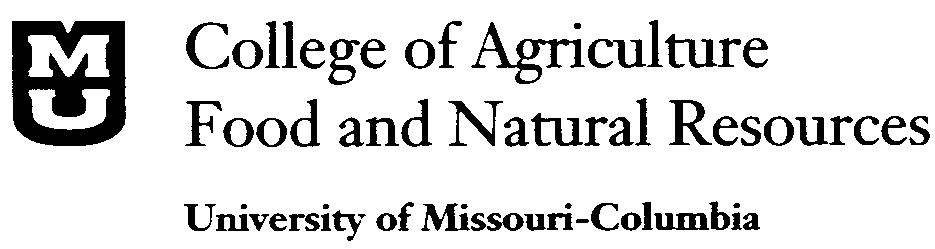 MU
College of Agriculture
Food and Natural Resources
University of Missouri-Columbia